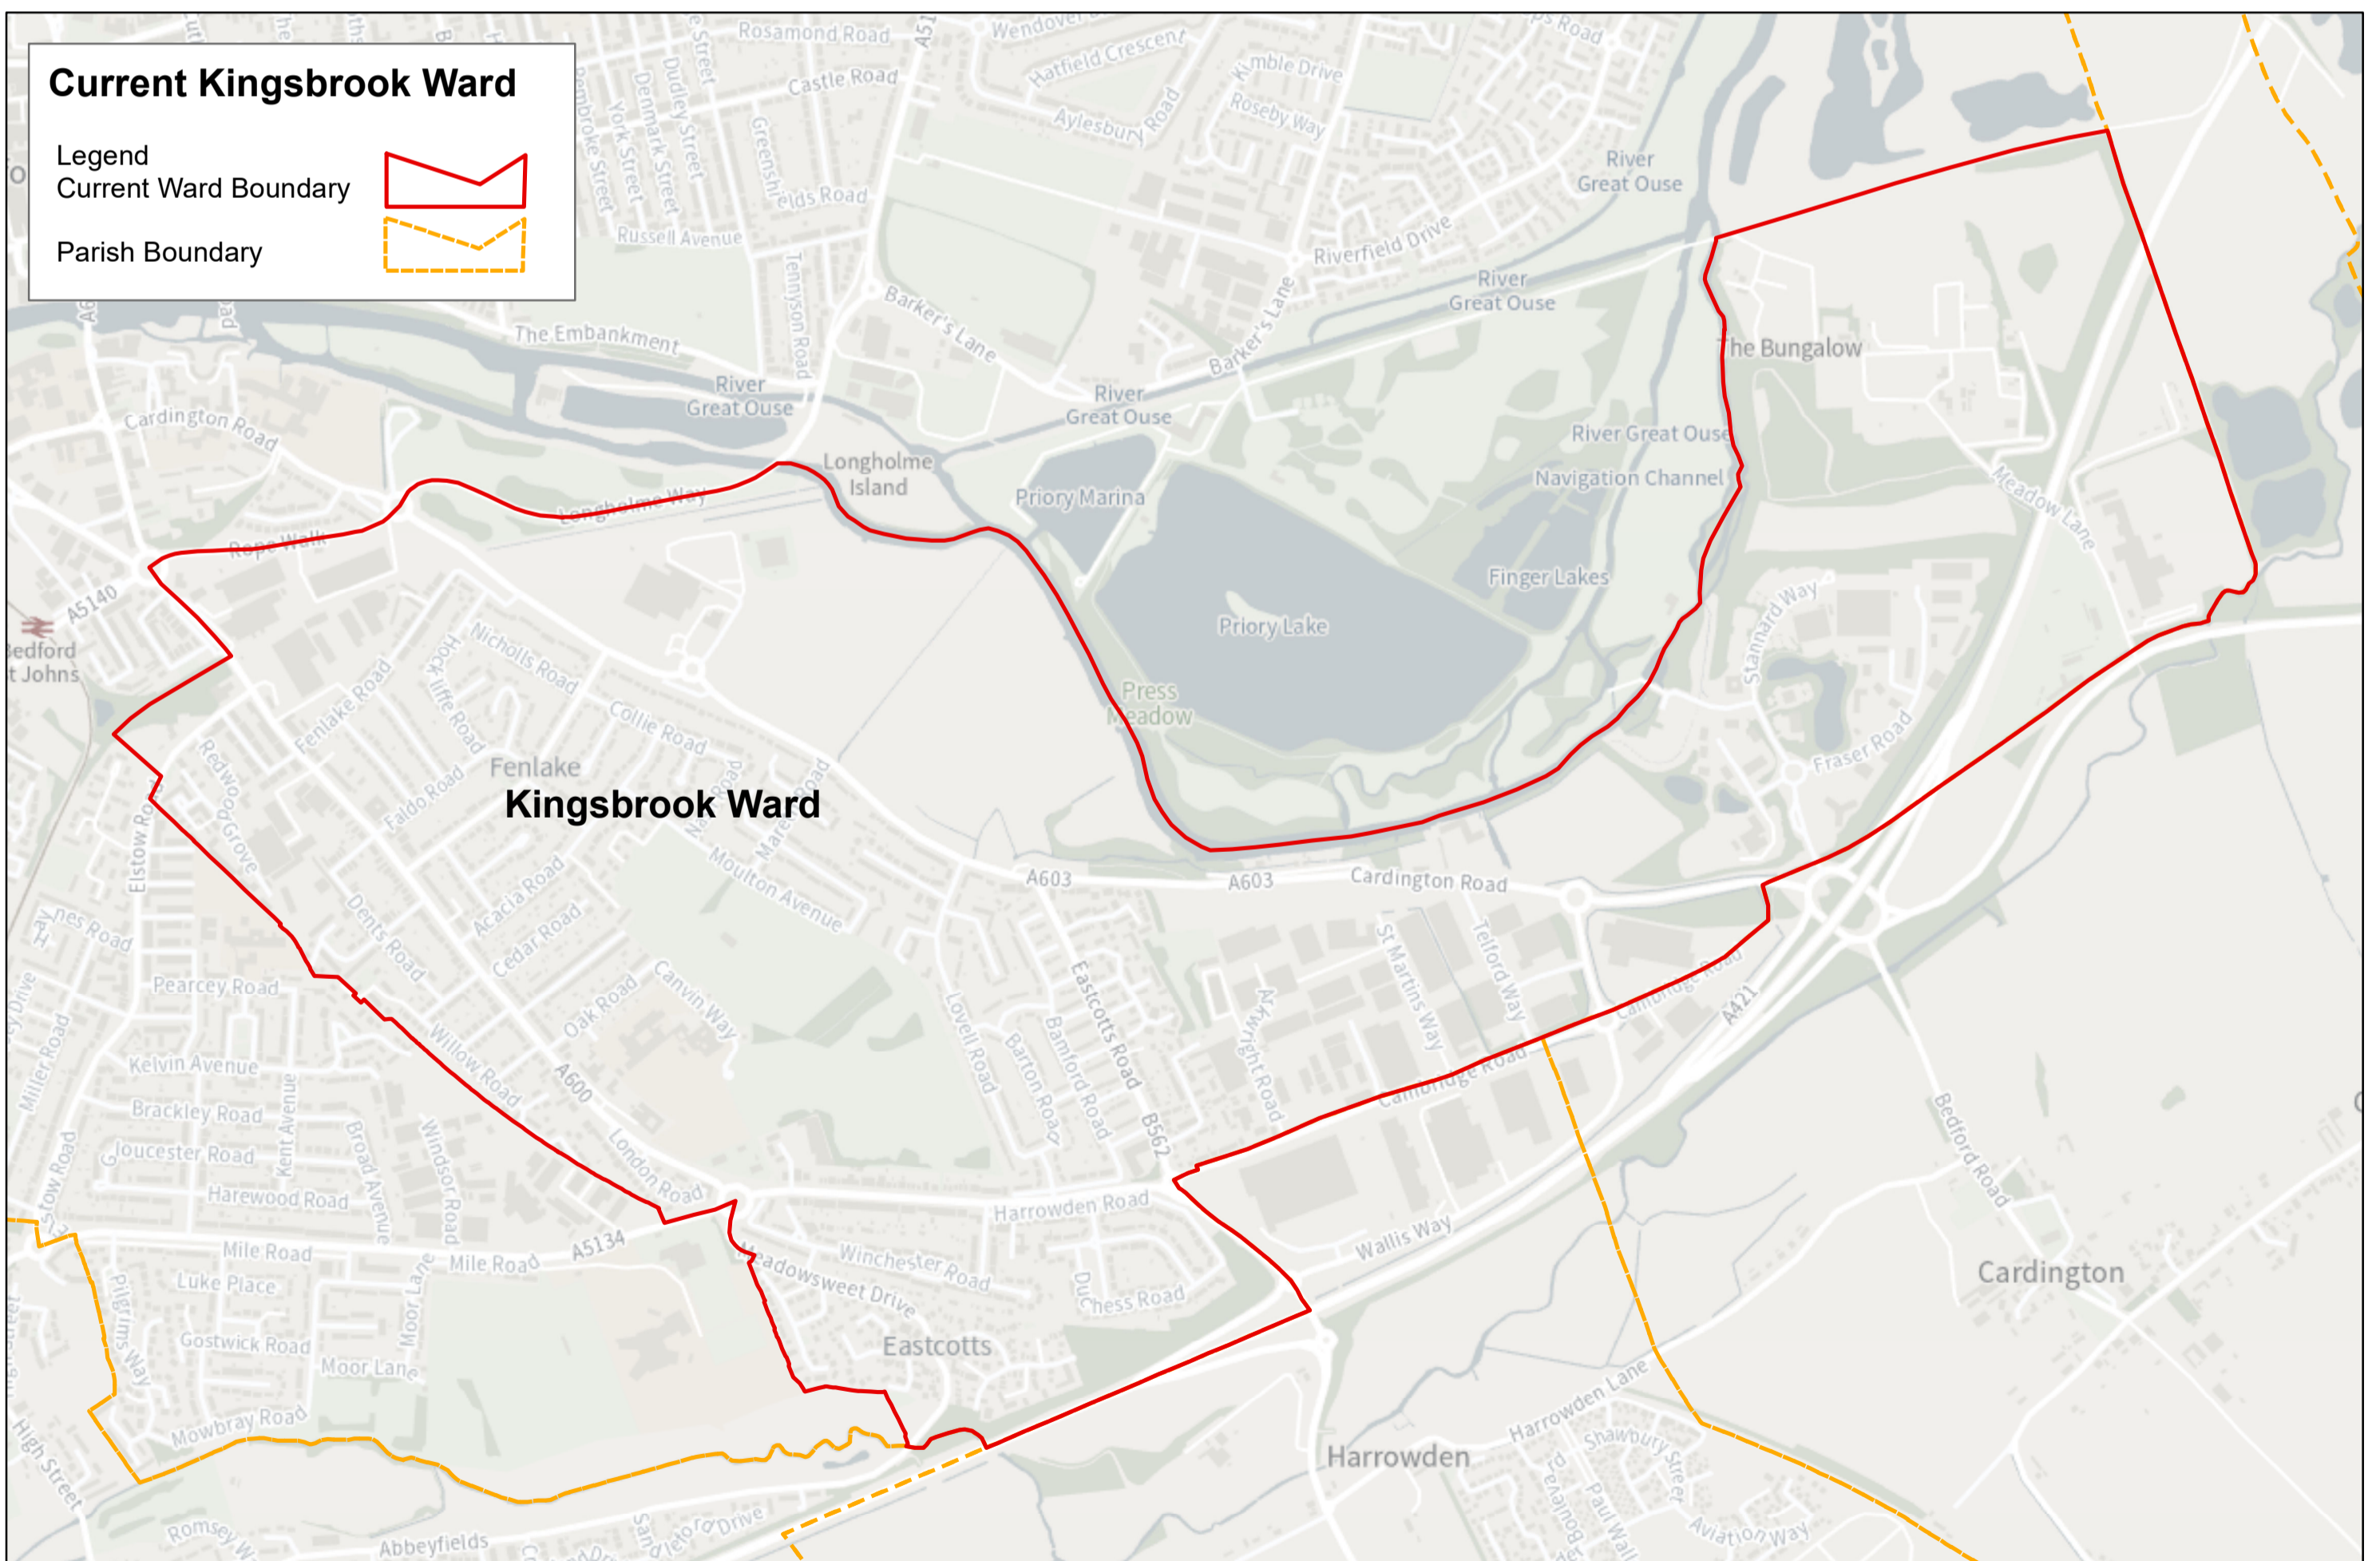 Current Kingsbrook Ward
Legend
Current Ward Boundary
Parish Boundary
Rosamond Road
A51
Hatfield Crescent
Castle Road
Kimble Drive
Roseby Way
Aylesbury Road
Pembroke Street
York Street
Denmark Street
Dudley Street
Greenshields Road
Russell Avenue
Tennyson Road
River
Great Ouse
Riverfield Drive
River
Great Ouse
Barker's Lane
Barker's Lane
The Embankment
River
Great Ouse
River
Great Ouse
The Bungalow
Cardington Road
River Great Ouse
Navigation Channel
Longholme
Island
Priory Marina
Longholme Way
Rope Walk
Meadow Lane
Finger Lakes
A5140
Priory Lake
Stannard Way
Bedford
St Johns
Nicholls Road
Hockliffe Road
Fenlake Road
Collie Road
Press
Meadow
Fraser Road
Redwood Grove
Fenlake
Faldo Road
Kingsbrook Ward
Moulton Avenue
Elstow Road
A603
A603
Cardington Road
Acacia Road
Cedar Road
Dents Road
St Martins Way
Telford Way
Canvin Way
Oak Road
Eastcotts Road
Lovell Road
Arkwright Road
Cambridge Road
A421
Pearcey Road
Miller Road
Willow Road
A600
Barton Road
Bamford Road
Cambridge Road
Kelvin Avenue
Brackley Road
Kent Avenue
Broad Avenue
Windsor Road
B562
Bedford Road
Gloucester Road
London Road
Harewood Road
Harrowden Road
Mile Road
Mile Road
A5134
Wallis Way
Meadowsweet Drive
Winchester Road
Duchess Road
Cardington
Luke Place
Pilgrims Way
Moor Lane
Gostwick Road
Moor Lane
Eastcotts
Harrowden Lane
Mowbray Road
High Street
Harrowden
Shawbury Street
Aviation Way
Abbeyfields